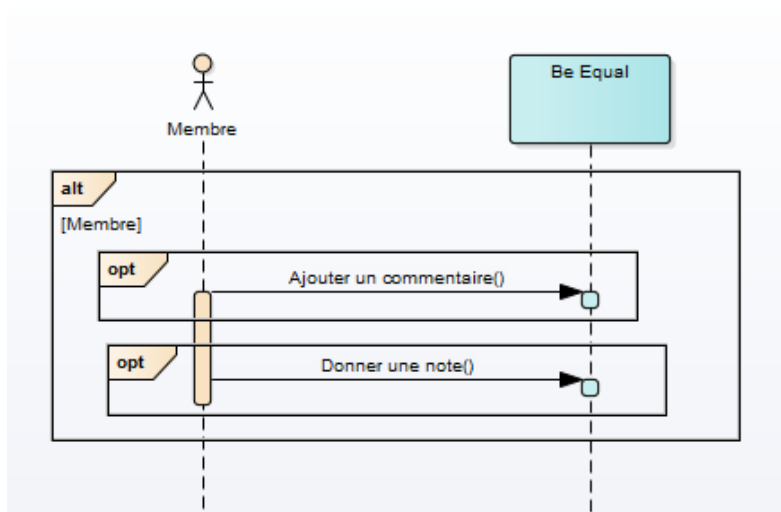 Be Equal
Membre
alt
[Membre]
opt
Ajouter un commentaire()
opt
Donner une note()